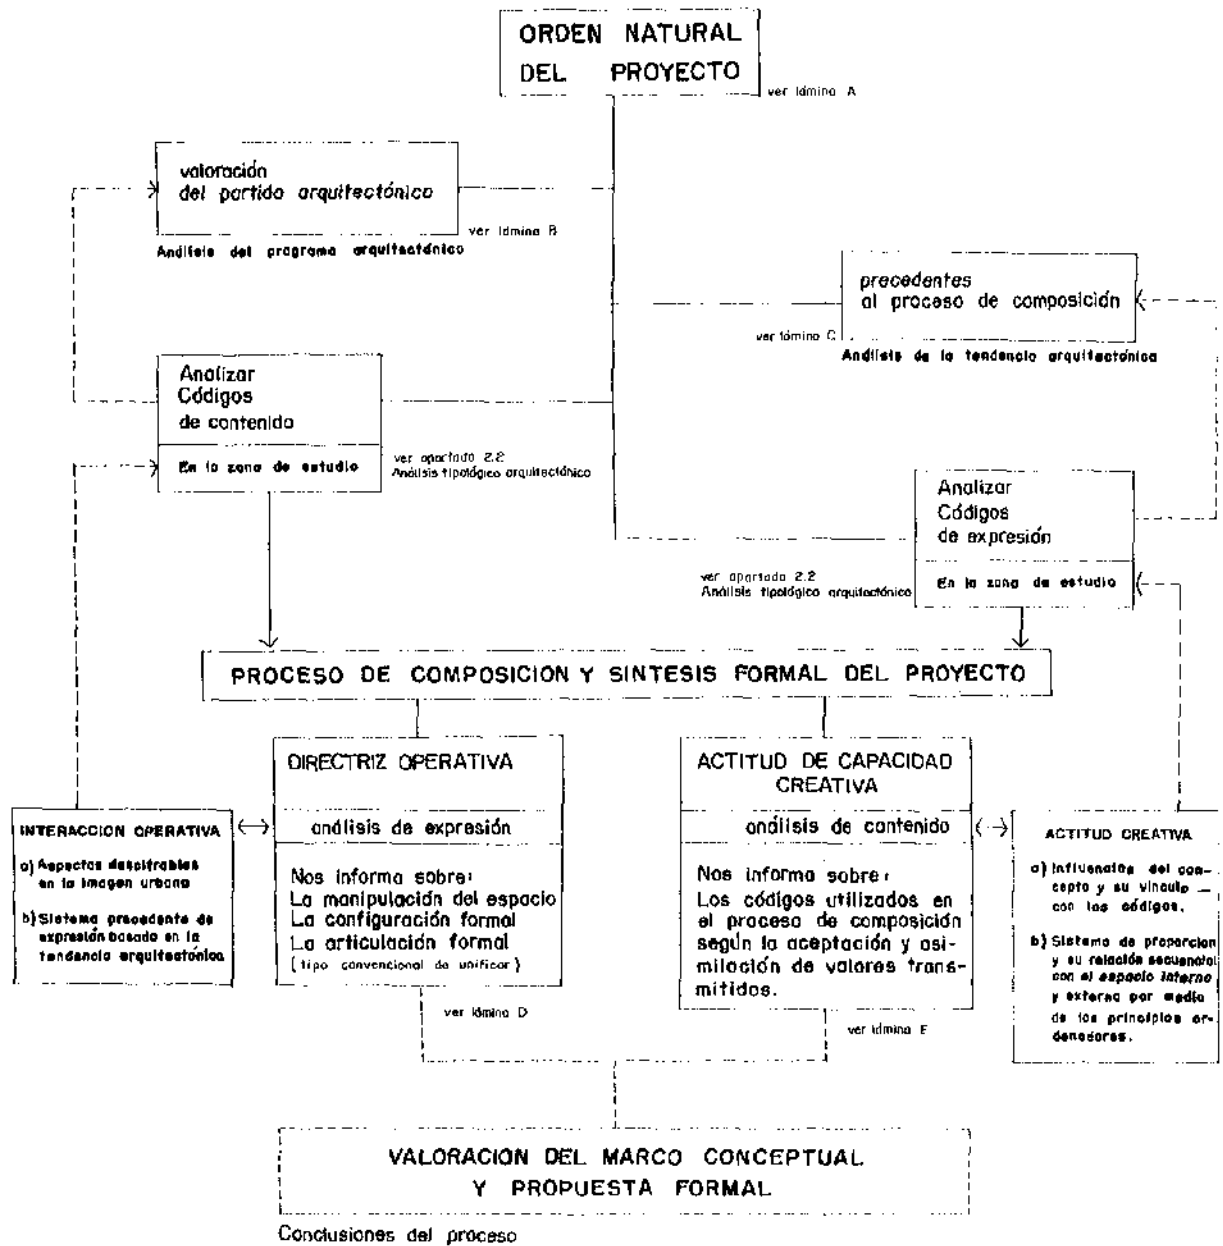 ORDEN NATURAL
DEL PROYECTO
ver lámina A
valoración
del partido arquitectónico
ver lámina B
Análisis del programa arquitectónico
precedentes
al proceso de composición
ver lámina C
Análisis de la tendencia arquitectónica
Analizar
Códigos
de contenido
En la zona de estudio
ver apartado 2.2
Análisis tipológico arquitectónico
Analizar
Códigos
de expresión
En la zona de estudio
ver apartado 2.2
Análisis tipológico arquitectónico
PROCESO DE COMPOSICION Y SINTESIS FORMAL DEL PROYECTO
DIRECTRIZ OPERATIVA
análisis de expresión
Nos informa sobre:
La manipulación del espacio
La configuración formal
La articulación formal
(tipo convencional de unificar)
ver lámina D
ACTITUD DE CAPACIDAD
CREATIVA
análisis de contenido
Nos informa sobre:
Los códigos utilizados en
el proceso de composición
según la aceptación y asi-
milación de valores trans-
mitidos.
ver lámina E
INTERACCION OPERATIVA
a) Aspectos descifrables
en la imagen urbana
b) Sistema precedente de
expresión basado en la
tendencia arquitectónica
ACTITUD CREATIVA
a) Influencias del con-
cepto y su vínculo
con los códigos.
b) Sistema de proporcion
y su relación secuencial
con el espacio interno
y externo por medio
de los principios or-
denadores.
VALORACION DEL MARCO CONCEPTUAL
Y PROPUESTA FORMAL
Conclusiones del proceso